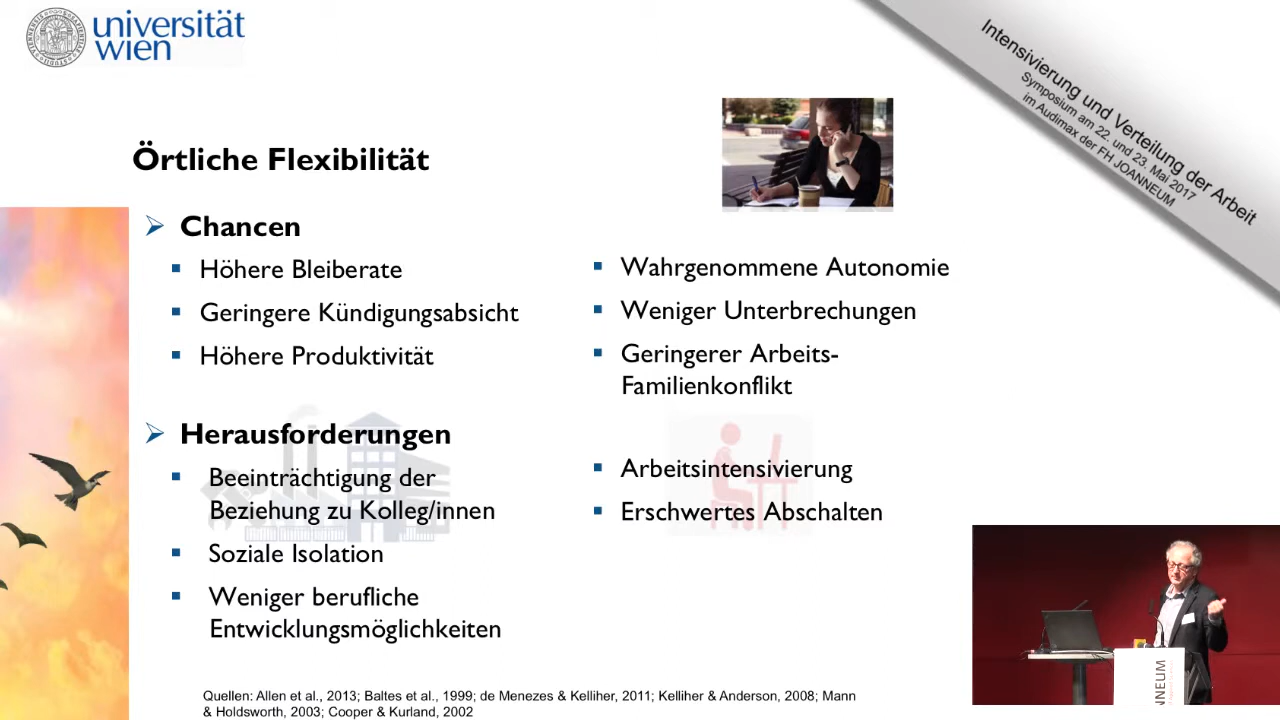 universität
wien
Intensivierung und Verteilung der Arbeit
Symposium am 22. und 23. Mai 2017
im Audimax der FH JOANNEUM
Örtliche Flexibilität
Chancen
Höhere Bleiberate
Geringere Kündigungsabsicht
Höhere Produktivität
Wahrgenommene Autonomie
Weniger Unterbrechungen
Geringerer Arbeits-
Familienkonflikt
Herausforderungen
Beeinträchtigung der
Beziehung zu Kolleg/innen
Soziale Isolation
Weniger berufliche
Entwicklungsmöglichkeiten
Arbeitsintensivierung
Erschwertes Abschalten
Quellen: Allen et al., 2013; Baltes et al., 1999; de Menezes & Kelliher, 2011; Kelliher & Anderson, 2008; Mann
& Holdsworth, 2003; Cooper & Kurland, 2002
NNEUM